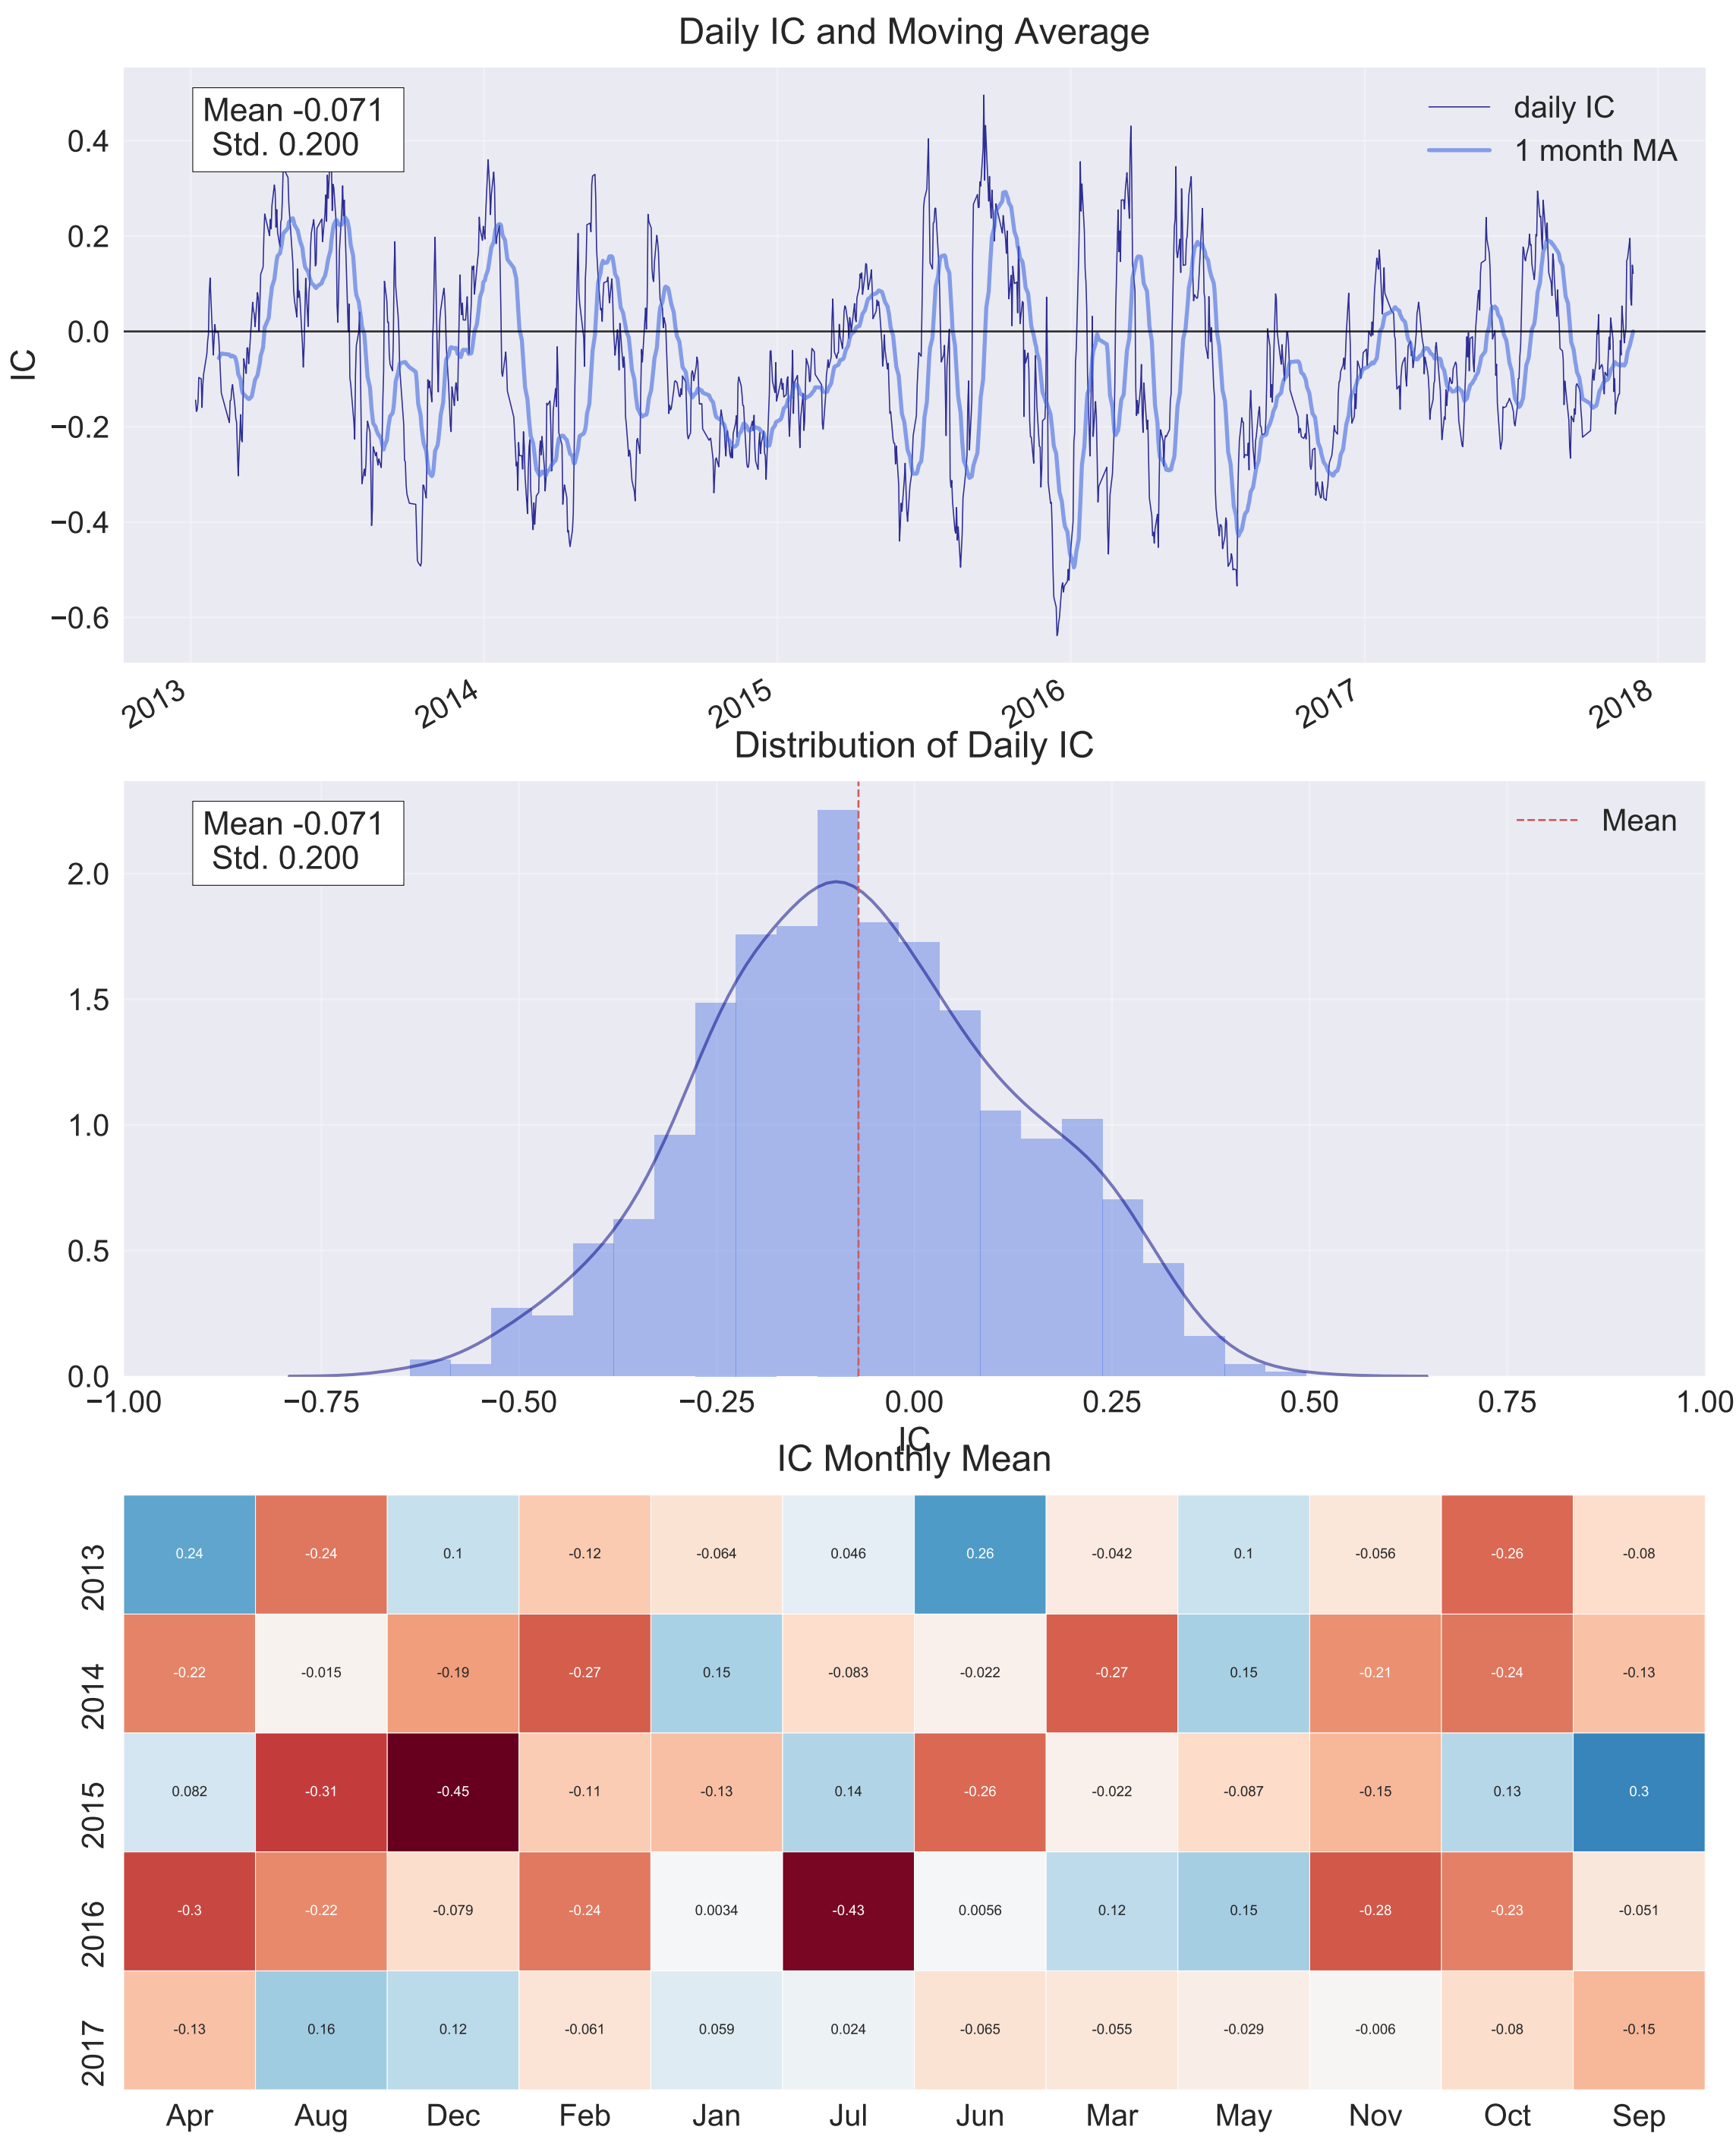 Daily IC and Moving Average
Mean -0.071
Std. 0.200
daily IC
1 month MA
0.4
0.2
0.0
−0.2
−0.4
−0.6
IC
2013 2014 2015 2016 2017 2018
Distribution of Daily IC
Mean -0.071
Std. 0.200
Mean
2.0
1.5
1.0
0.5
0.0
−1.00 −0.75 −0.50 −0.25 0.00 0.25 0.50 0.75 1.00
IC
IC Monthly Mean
2013 0.24 -0.24 0.1 -0.12 -0.064 0.046 0.26 -0.042 0.1 -0.056 -0.26 -0.08
2014 -0.22 -0.015 -0.19 -0.27 0.15 -0.083 -0.022 -0.27 0.15 -0.21 -0.24 -0.13
2015 0.082 -0.31 -0.45 -0.11 -0.13 0.14 -0.26 -0.022 -0.087 -0.15 0.13 0.3
2016 -0.3 -0.22 -0.079 -0.24 0.0034 -0.43 0.0056 0.12 0.15 -0.28 -0.23 -0.051
2017 -0.13 0.16 0.12 -0.061 0.059 0.024 -0.065 -0.055 -0.029 -0.006 -0.08 -0.15
Apr Aug Dec Feb Jan Jul Jun Mar May Nov Oct Sep